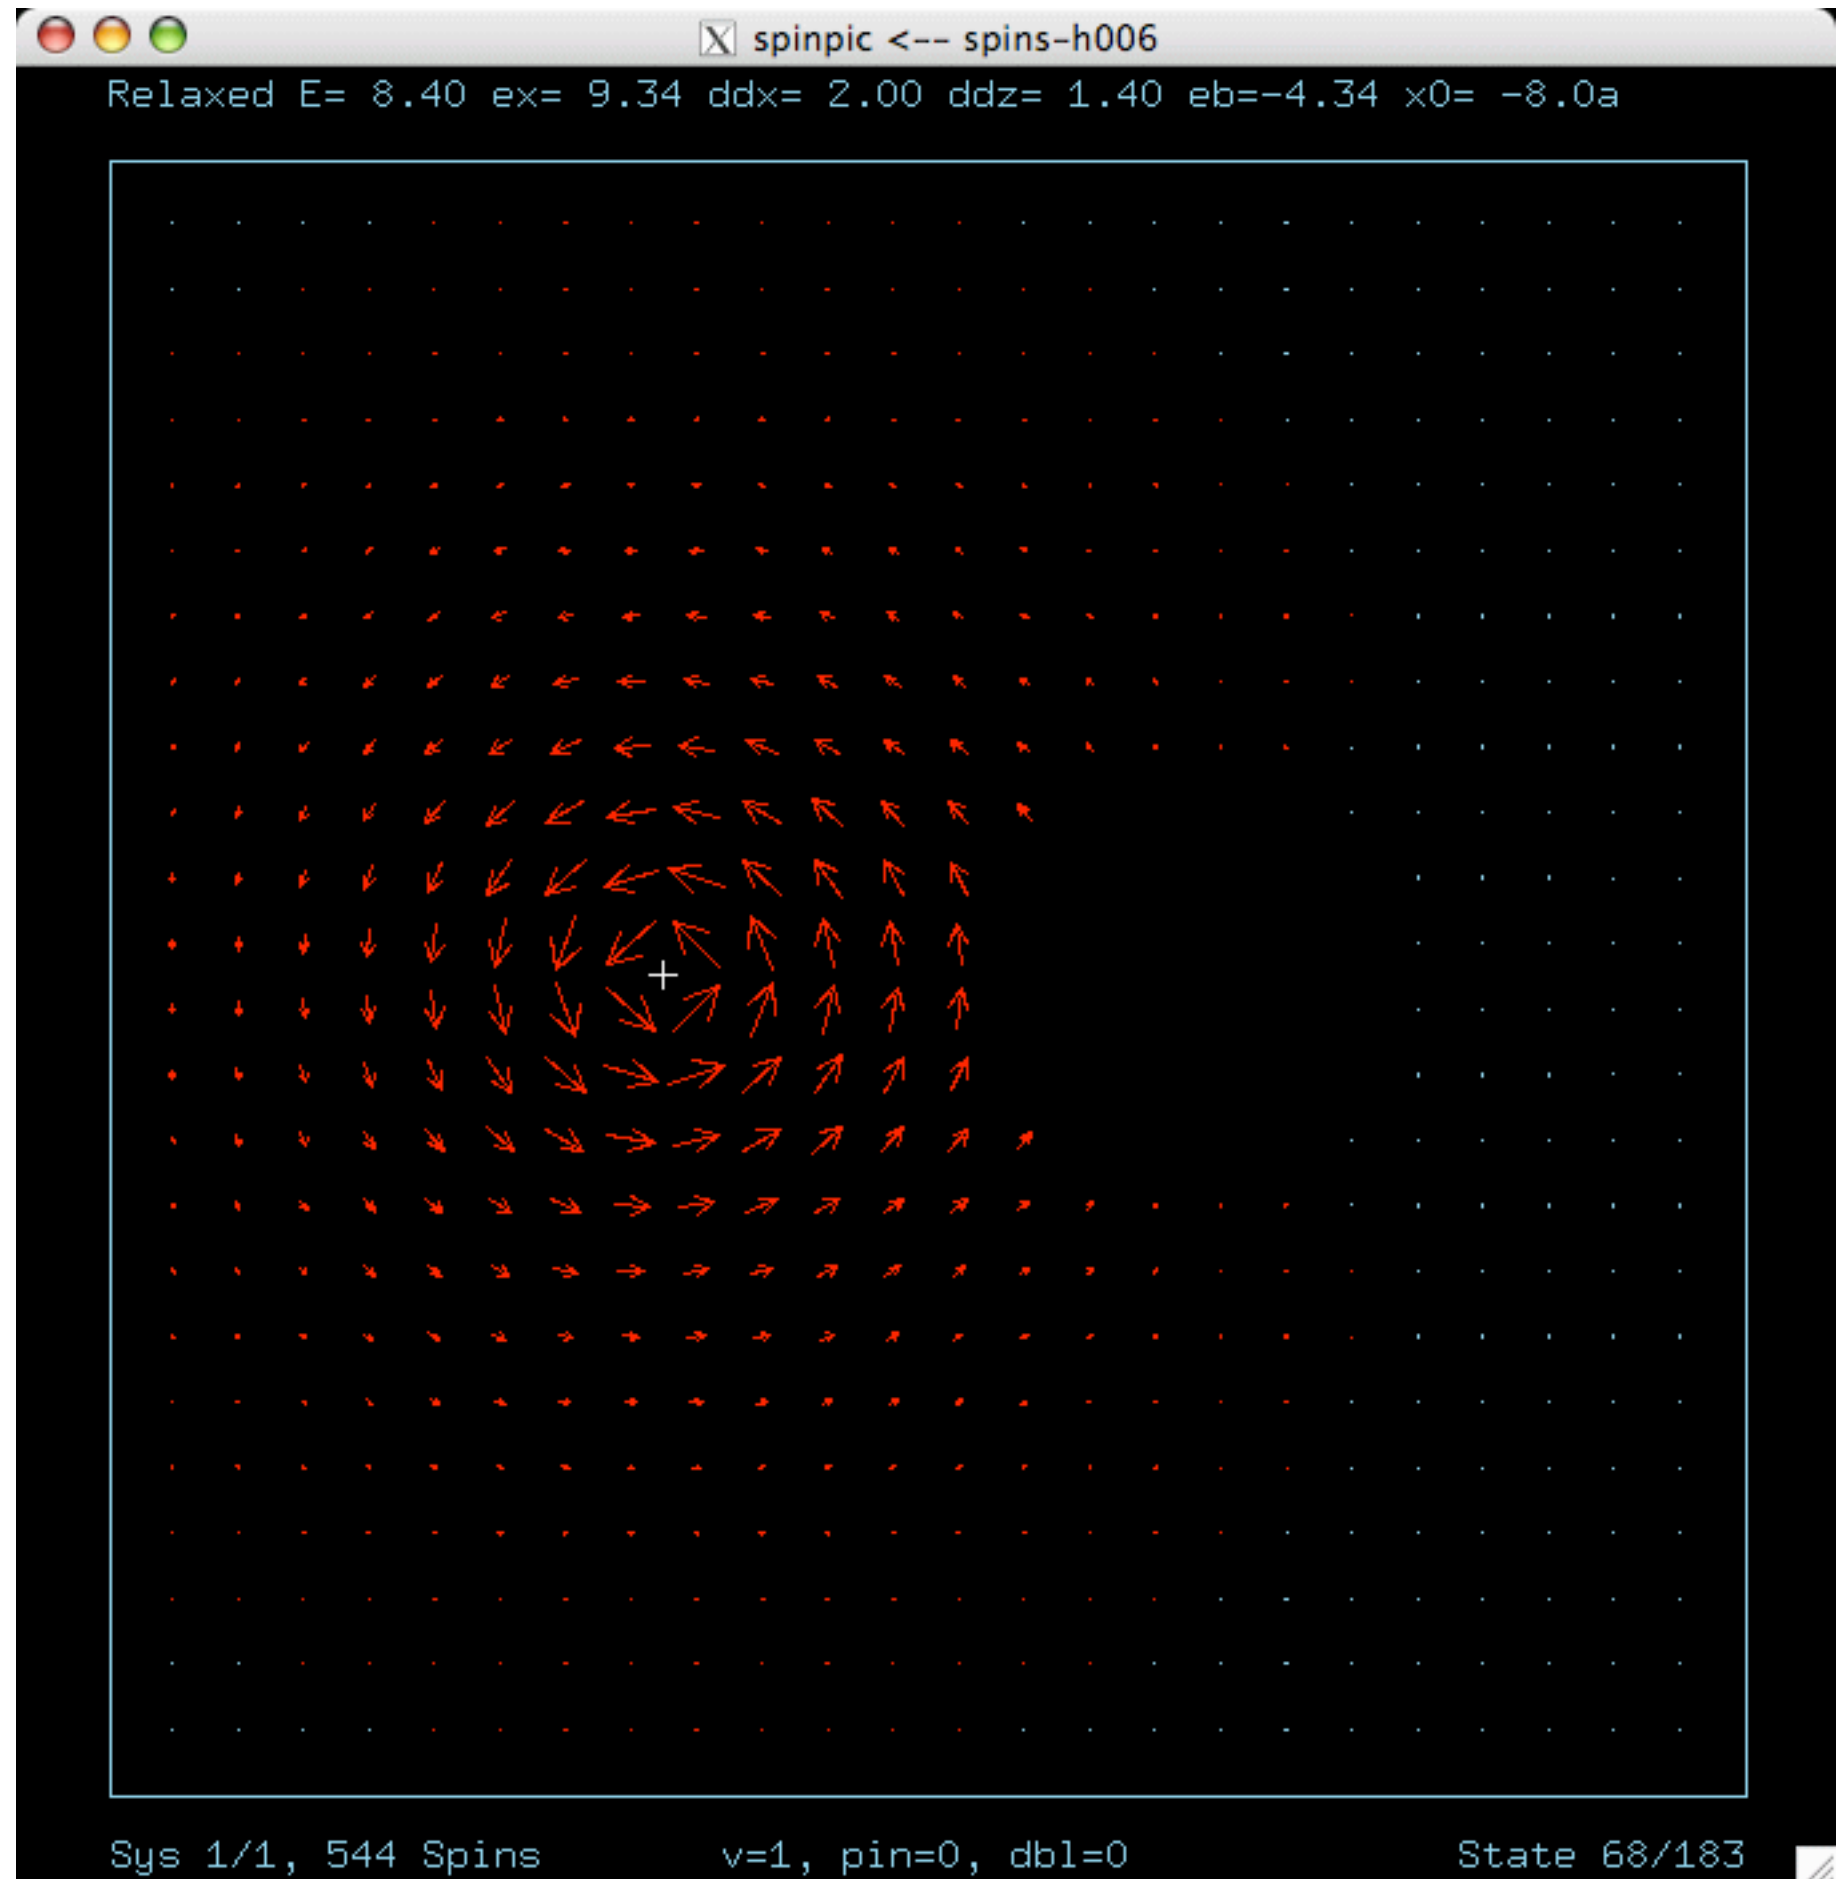 X spinpic <-- spins-h006
Relaxed E= 8.40 ex= 9.34 ddx= 2.00 ddz= 1.40 eb=-4.34 x0= -8.0a
Sys 1/1, 544 Spins v=1, pin=0, dbl=0 State 68/183